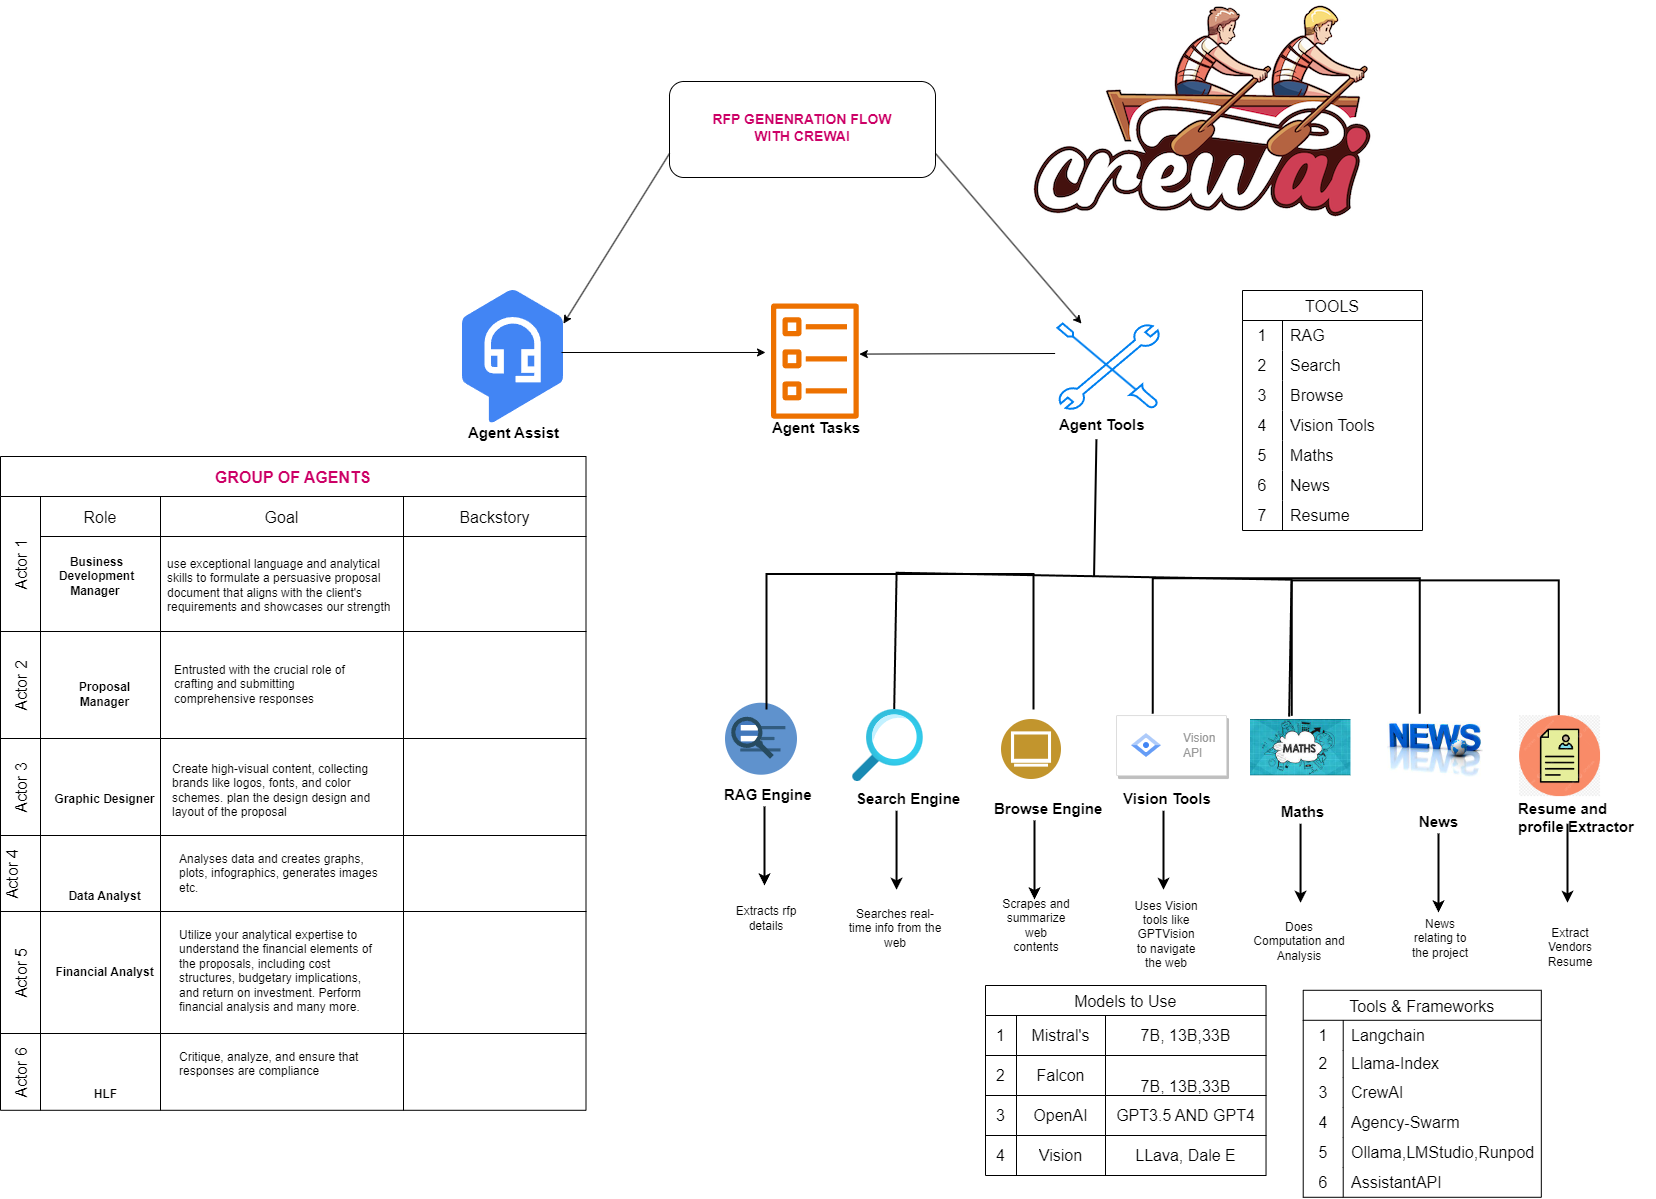 crewai
RFP GENENRATION FLOW
WITH CREWAI
Agent Assist
Agent Tasks
Agent Tools
TOOLS
1 RAG
2 Search
3 Browse
4 Vision Tools
5 Maths
6 News
7 Resume
GROUP OF AGENTS
Role Goal Backstory
Actor 1
Business
Development
Manager
use exceptional language and analytical
skills to formulate a persuasive proposal
document that aligns with the client's
requirements and showcases our strength
Actor 2
Proposal
Manager
Entrusted with the crucial role of
crafting and submitting
comprehensive responses
Actor 3
Graphic Designer
Create high-visual content, collecting
brands like logos, fonts, and color
schemes. plan the design design and
layout of the proposal
Actor 4
Data Analyst
Analyses data and creates graphs,
plots, infographics, generates images
etc.
Actor 5
Financial Analyst
Utilize your analytical expertise to
understand the financial elements of
the proposals, including cost
structures, budgetary implications,
and return on investment. Perform
financial analysis and many more.
Actor 6
HLF
Critique, analyze, and ensure that
responses are compliance
Vision
API
MATHS
NEWS
RAG Engine
Search Engine
Browse Engine
Vision Tools
Maths
News
Resume and
profile Extractor
Extracts rfp
details
Searches real-
time info from the
web
Scrapes and
summarize
web
contents
Uses Vision
tools like
GPTVision
to navigate
the web
Does
Computation and
Analysis
News
relating to
the project
Extract
Vendors
Resume
Models to Use
1 Mistral's 7B, 13B,33B
2 Falcon 7B, 13B,33B
3 OpenAI GPT3.5 AND GPT4
4 Vision LLava, Dale E
Tools & Frameworks
1 Langchain
2 Llama-Index
3 CrewAI
4 Agency-Swarm
5 Ollama,LMStudio,Runpod
6 AssistantAPI